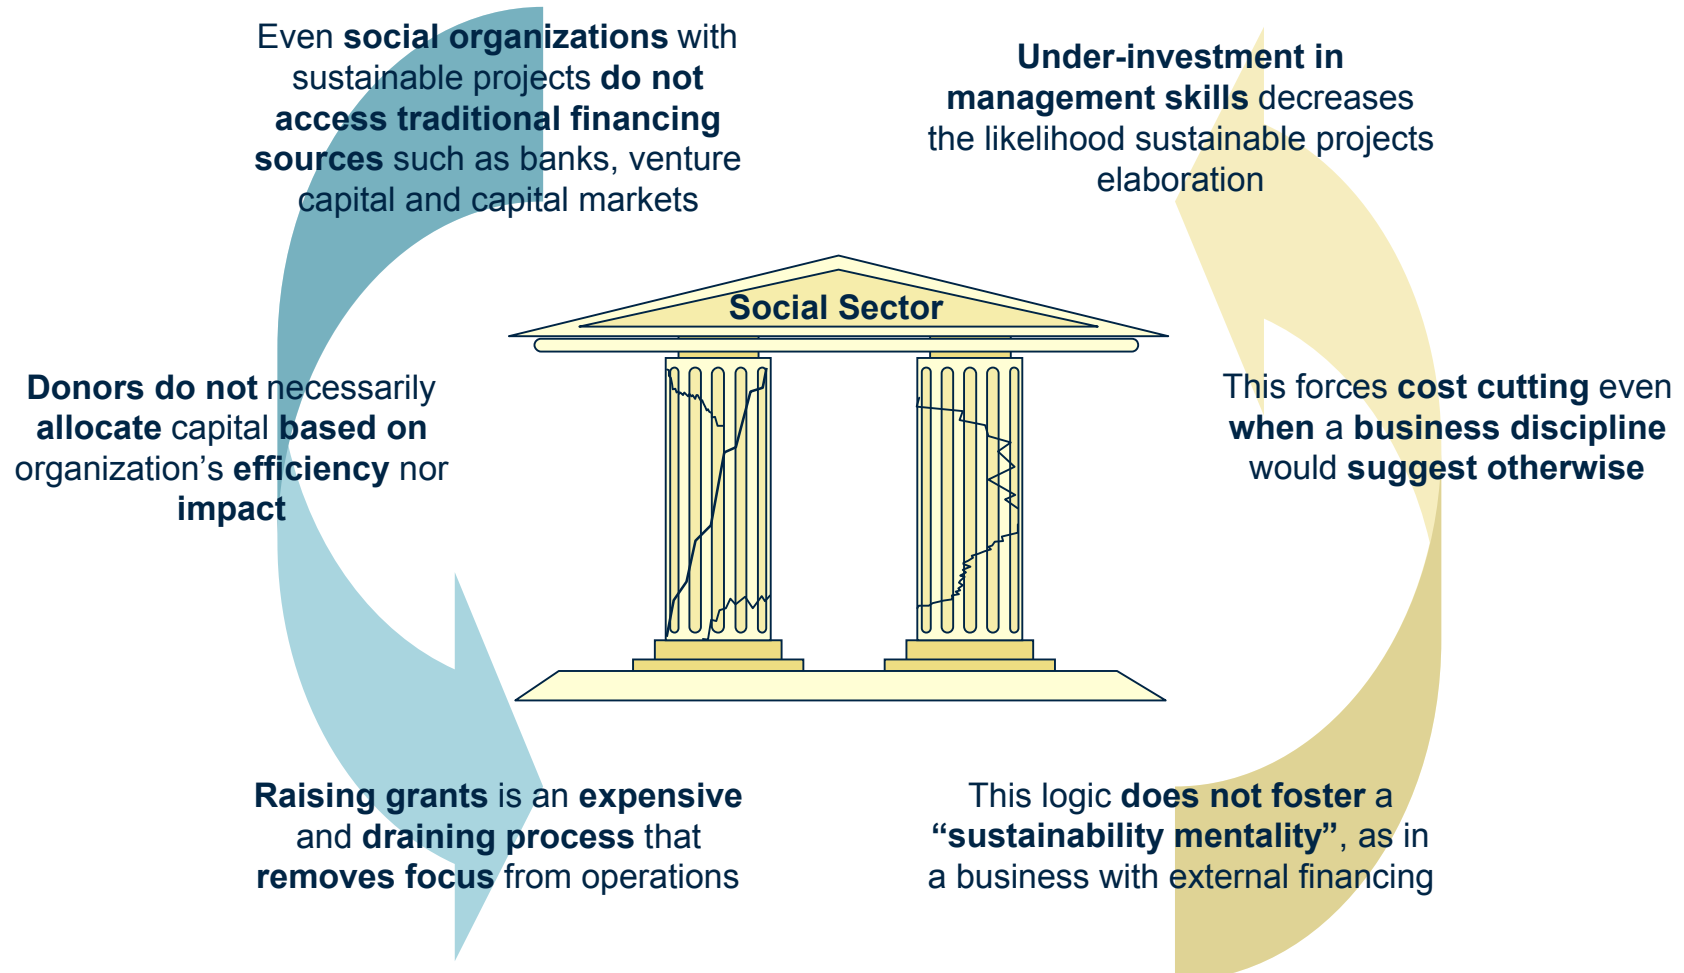 Even social organizations with
sustainable projects do not
access traditional financing
sources such as banks, venture
capital and capital markets
Donors do not necessarily
allocate capital based on
organization’s efficiency nor
impact
Raising grants is an expensive
and draining process that
removes focus from operations
Social Sector
This logic does not foster a
“sustainability mentality”, as in
a business with external financing
This forces cost cutting even
when a business discipline
would suggest otherwise
Under-investment in
management skills decreases
the likelihood sustainable projects
elaboration